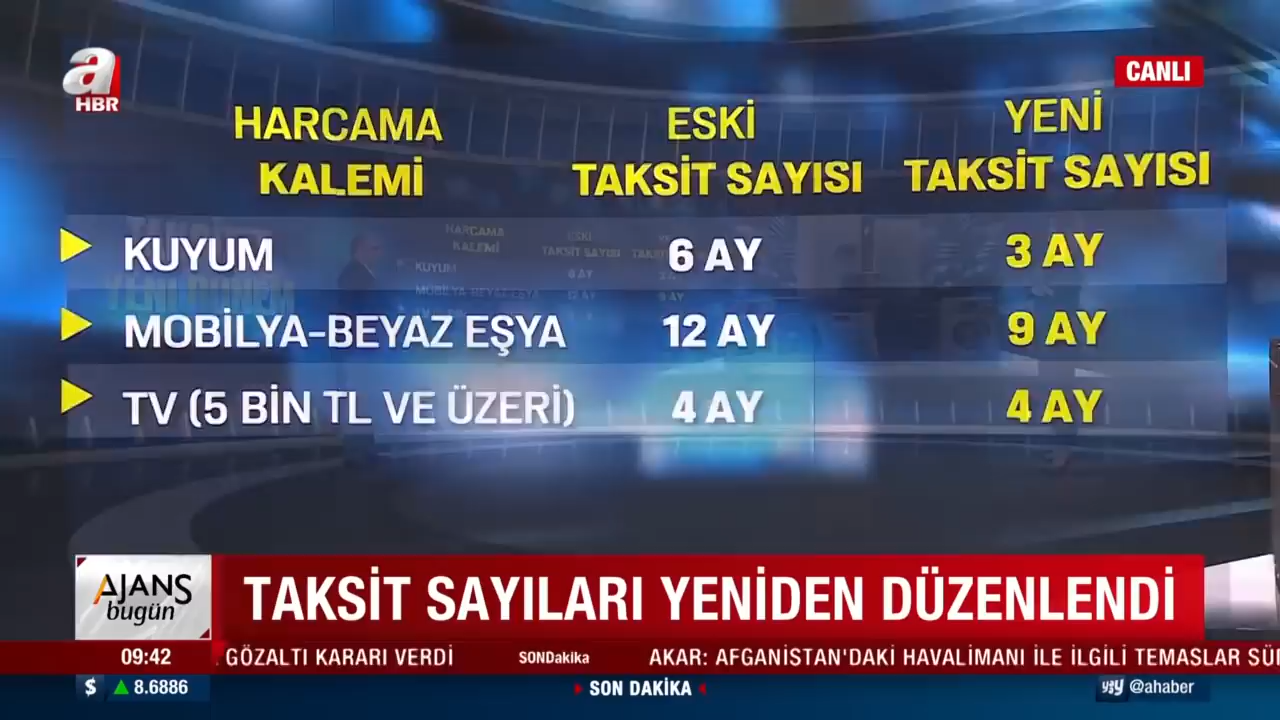 a
HBR
CANLI
HARCAMA
KALEMİ
ESKİ
TAKSİT SAYISI
YENİ
TAKSİT SAYISI
KUYUM
6 AY
3 AY
MOBİLYA-BEYAZ EŞYA
12 AY
9 AY
TV (5 BİN TL VE ÜZERİ)
4 AY
4 AY
AJANS
bugün
TAKSİT SAYILARI YENİDEN DÜZENLENDİ
09:42
GÖZALTI KARARI VERDİ
SONDakika
AKAR: AFGANİSTAN'DAKİ HAVALİMANI İLE İLGİLİ TEMASLAR
$ ▲ 8.6886
SON DAKİKA
@ahaber